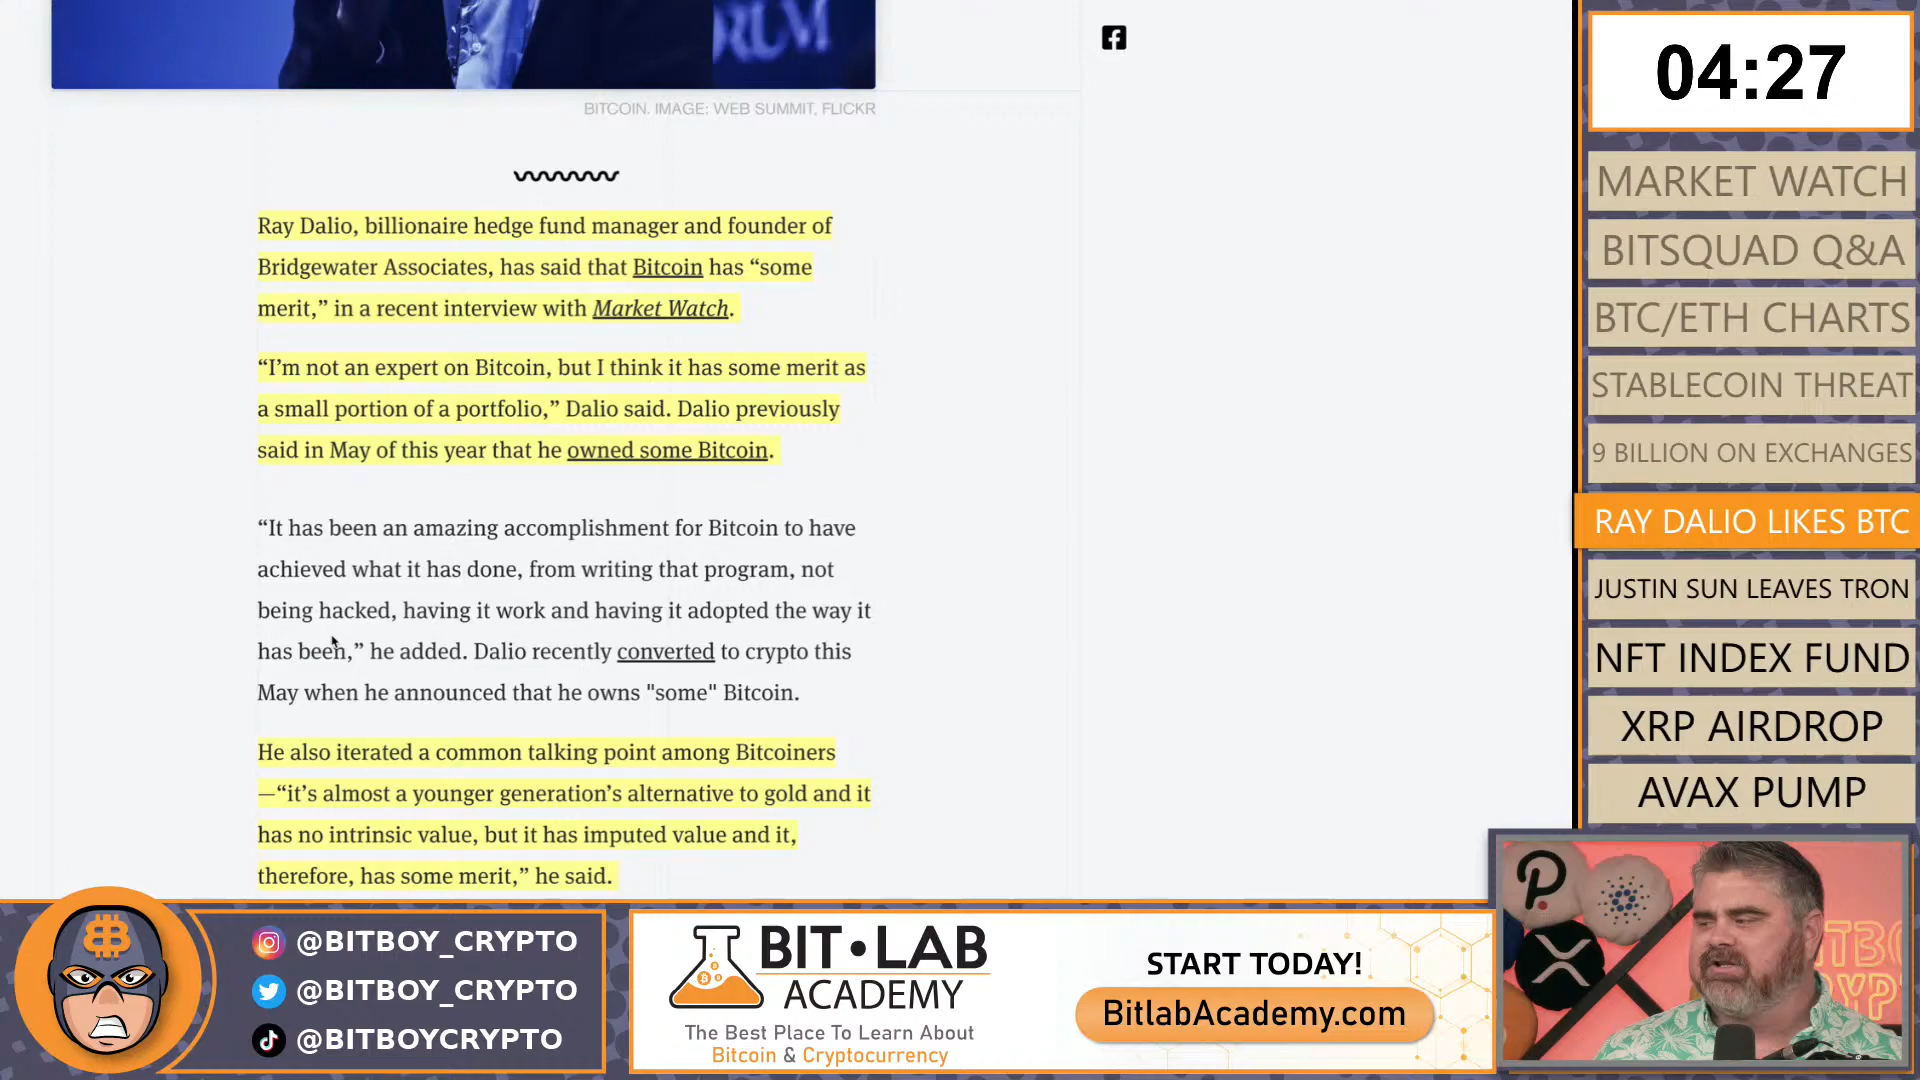 RUM
BITCOIN. IMAGE: WEB SUMMIT, FLICKR
Ray Dalio, billionaire hedge fund manager and founder of
Bridgewater Associates, has said that Bitcoin has “some
merit,” in a recent interview with Market Watch.
“I’m not an expert on Bitcoin, but I think it has some merit as
a small portion of a portfolio,” Dalio said. Dalio previously
said in May of this year that he owned some Bitcoin.
“It has been an amazing accomplishment for Bitcoin to have
achieved what it has done, from writing that program, not
being hacked, having it work and having it adopted the way it
has been,” he added. Dalio recently converted to crypto this
May when he announced that he owns "some" Bitcoin.
He also iterated a common talking point among Bitcoiners
—“it’s almost a younger generation’s alternative to gold and it
has no intrinsic value, but it has imputed value and it,
therefore, has some merit,” he said.
04:27
MARKET WATCH
BITSQUAD Q&A
BTC/ETH CHARTS
STABLECOIN THREAT
9 BILLION ON EXCHANGES
RAY DALIO LIKES BTC
JUSTIN SUN LEAVES TRON
NFT INDEX FUND
XRP AIRDROP
AVAX PUMP
@BITBOY_CRYPTO
@BITBOY_CRYPTO
@BITBOYCRYPTO
BIT•LAB
ACADEMY
The Best Place To Learn About
Bitcoin & Cryptocurrency
START TODAY!
BitlabAcademy.com